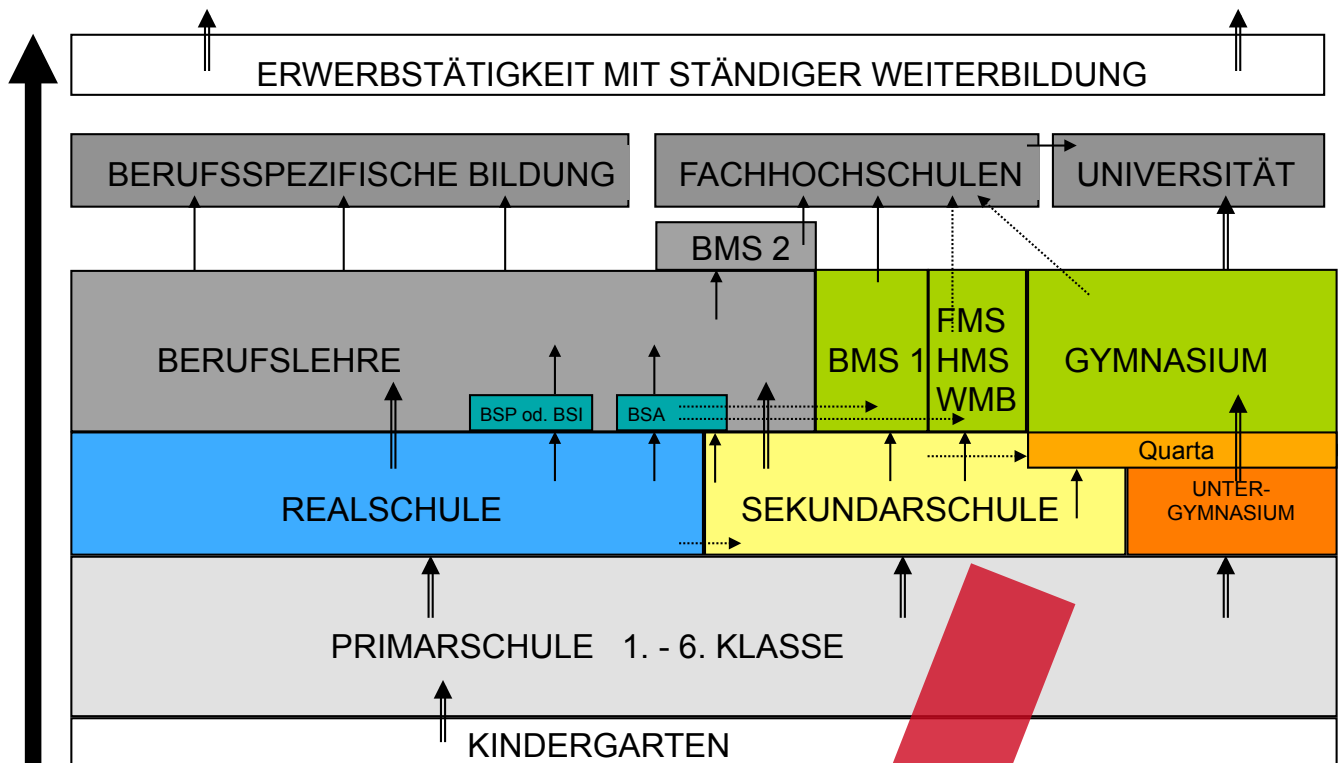 ERWERBSTÄTIGKEIT MIT STÄNDIGER WEITERBILDUNG
BERUFSSPEZIFISCHE BILDUNG
FACHHOCHSCHULEN
UNIVERSITÄT
BMS 2
BERUFSLEHRE
BMS 1
FMS
HMS
WMB
GYMNASIUM
BSP od. BSI
BSA
Quarta
REALSCHULE
SEKUNDARSCHULE
UNTER-
GYMNASIUM
PRIMARSCHULE 1. - 6. KLASSE
KINDERGARTEN